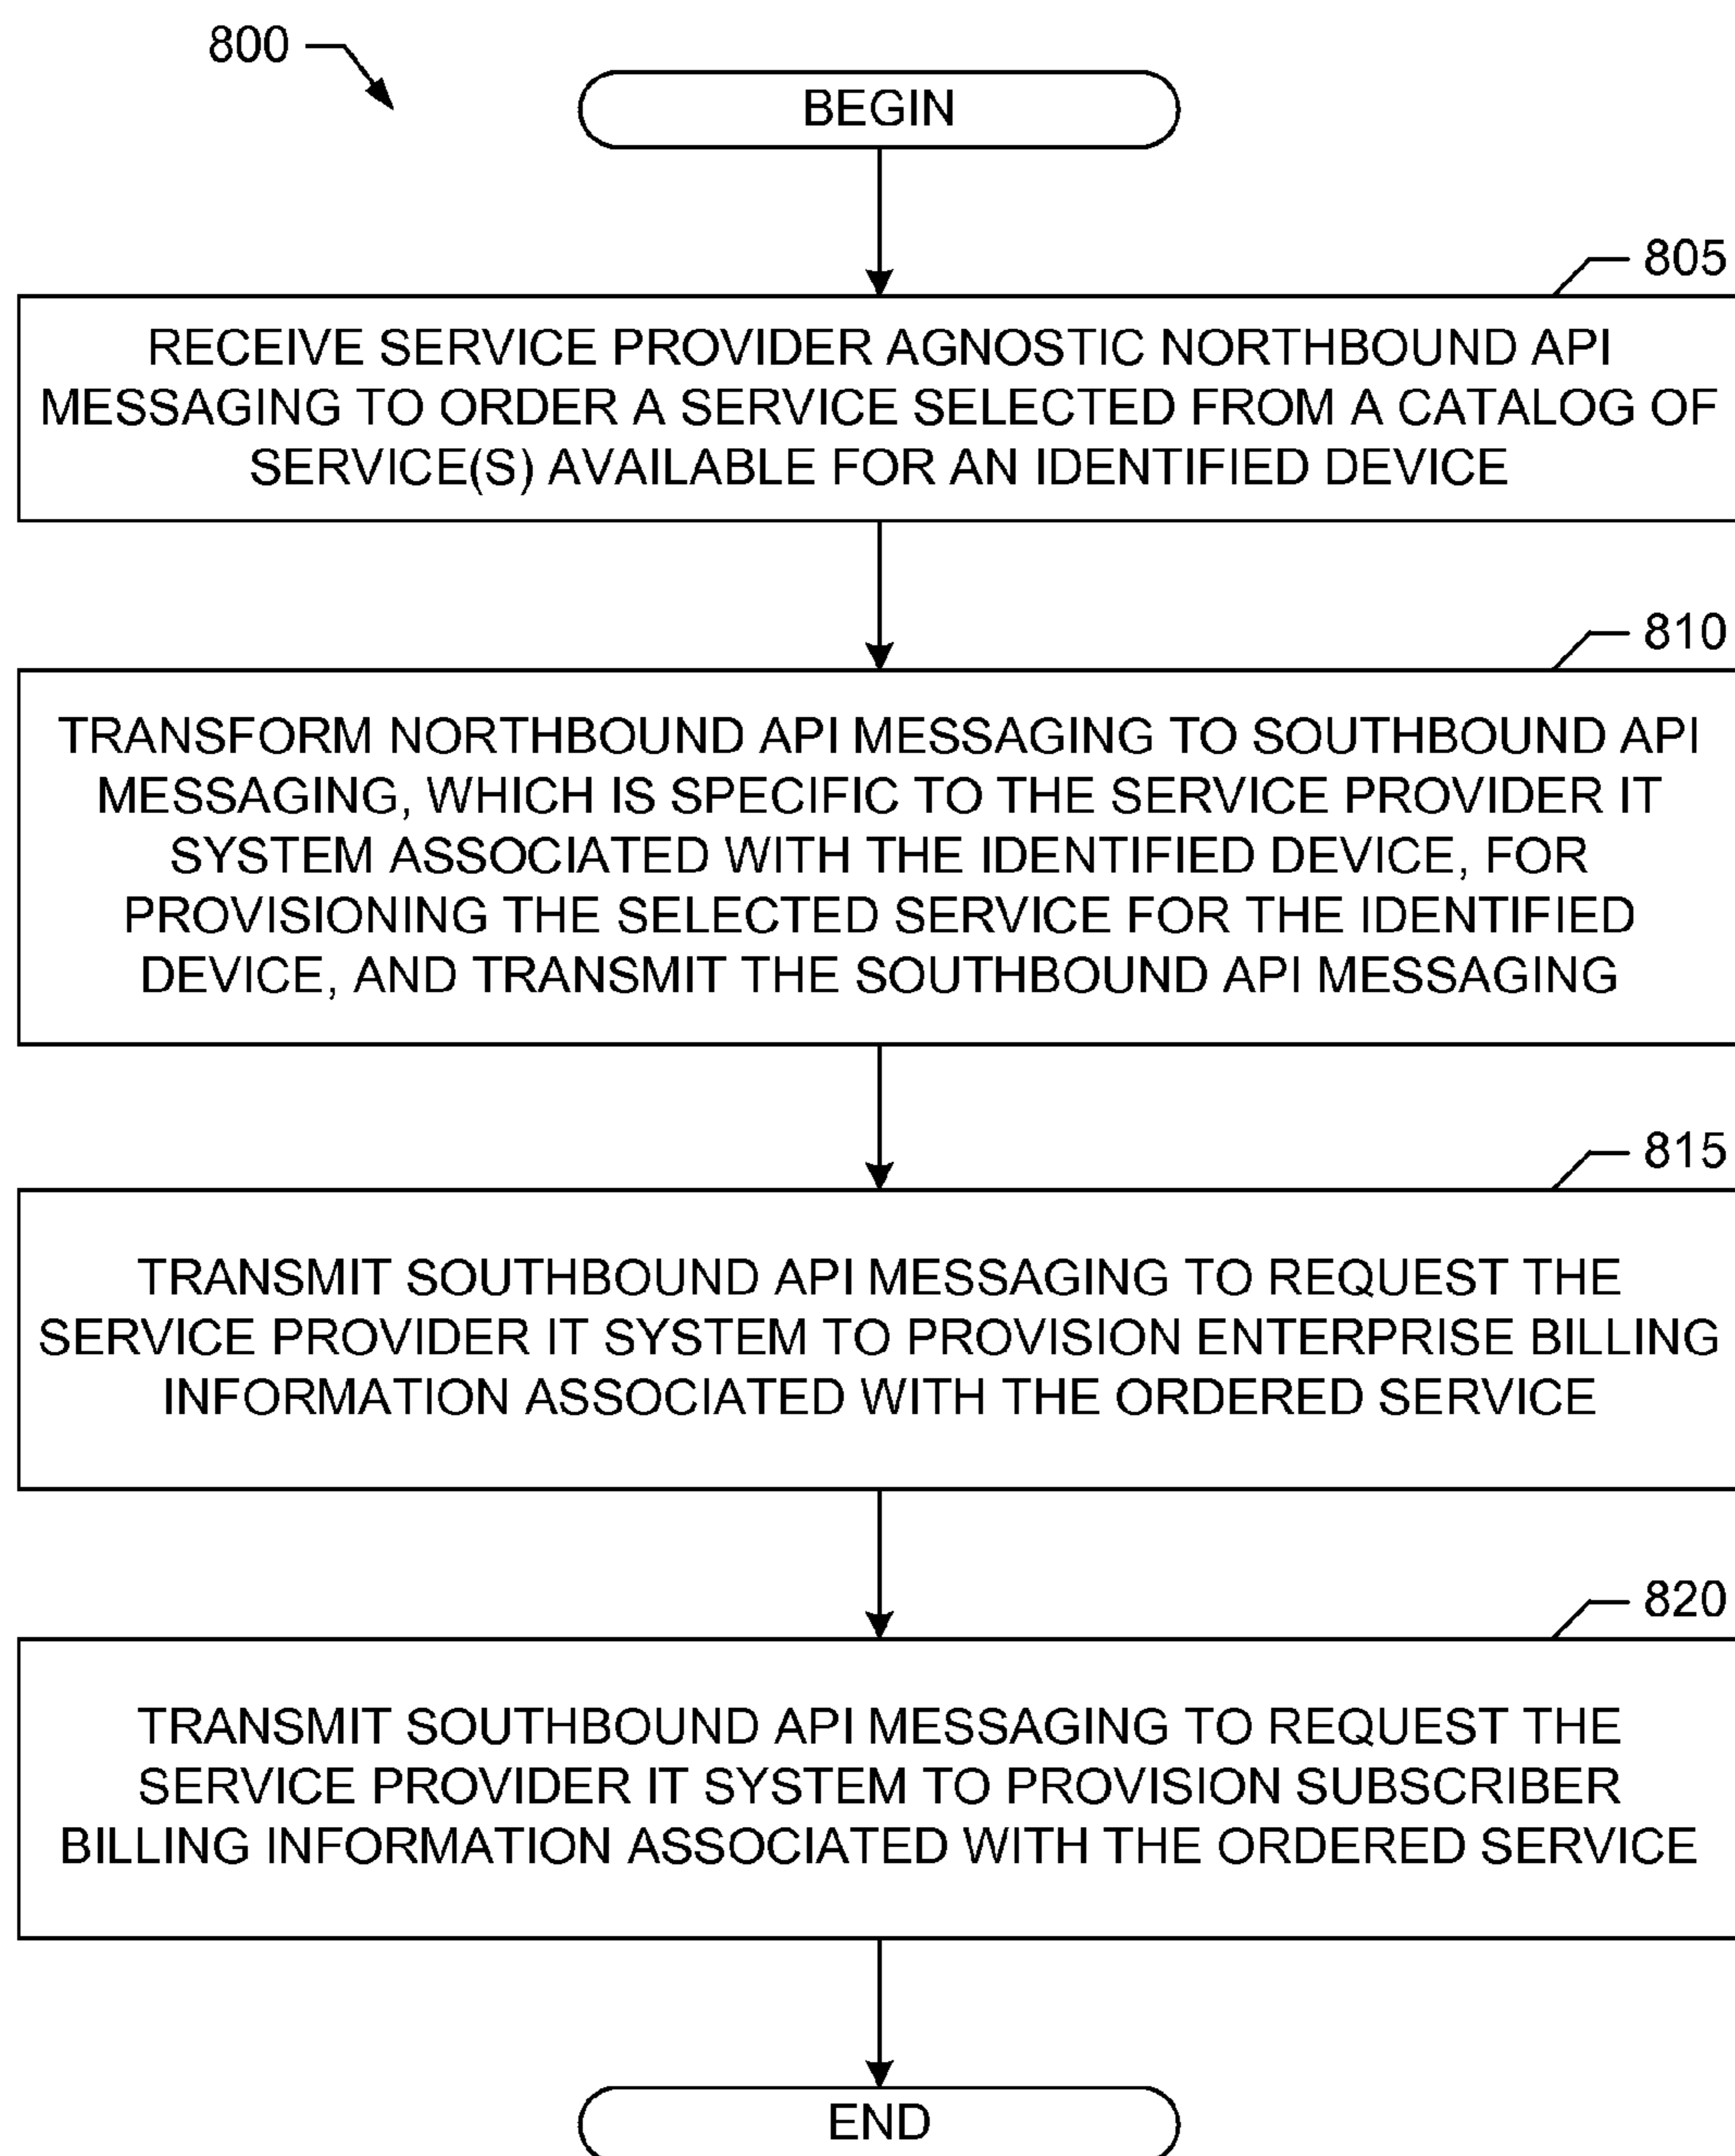 800
BEGIN
805
RECEIVE SERVICE PROVIDER AGNOSTIC NORTHBOUND API
MESSAGING TO ORDER A SERVICE SELECTED FROM A CATALOG OF
SERVICE(S) AVAILABLE FOR AN IDENTIFIED DEVICE
810
TRANSFORM NORTHBOUND API MESSAGING TO SOUTHBOUND API
MESSAGING, WHICH IS SPECIFIC TO THE SERVICE PROVIDER IT
SYSTEM ASSOCIATED WITH THE IDENTIFIED DEVICE, FOR
PROVISIONING THE SELECTED SERVICE FOR THE IDENTIFIED
DEVICE, AND TRANSMIT THE SOUTHBOUND API MESSAGING
815
TRANSMIT SOUTHBOUND API MESSAGING TO REQUEST THE
SERVICE PROVIDER IT SYSTEM TO PROVISION ENTERPRISE BILLING
INFORMATION ASSOCIATED WITH THE ORDERED SERVICE
820
TRANSMIT SOUTHBOUND API MESSAGING TO REQUEST THE
SERVICE PROVIDER IT SYSTEM TO PROVISION SUBSCRIBER
BILLING INFORMATION ASSOCIATED WITH THE ORDERED SERVICE
END